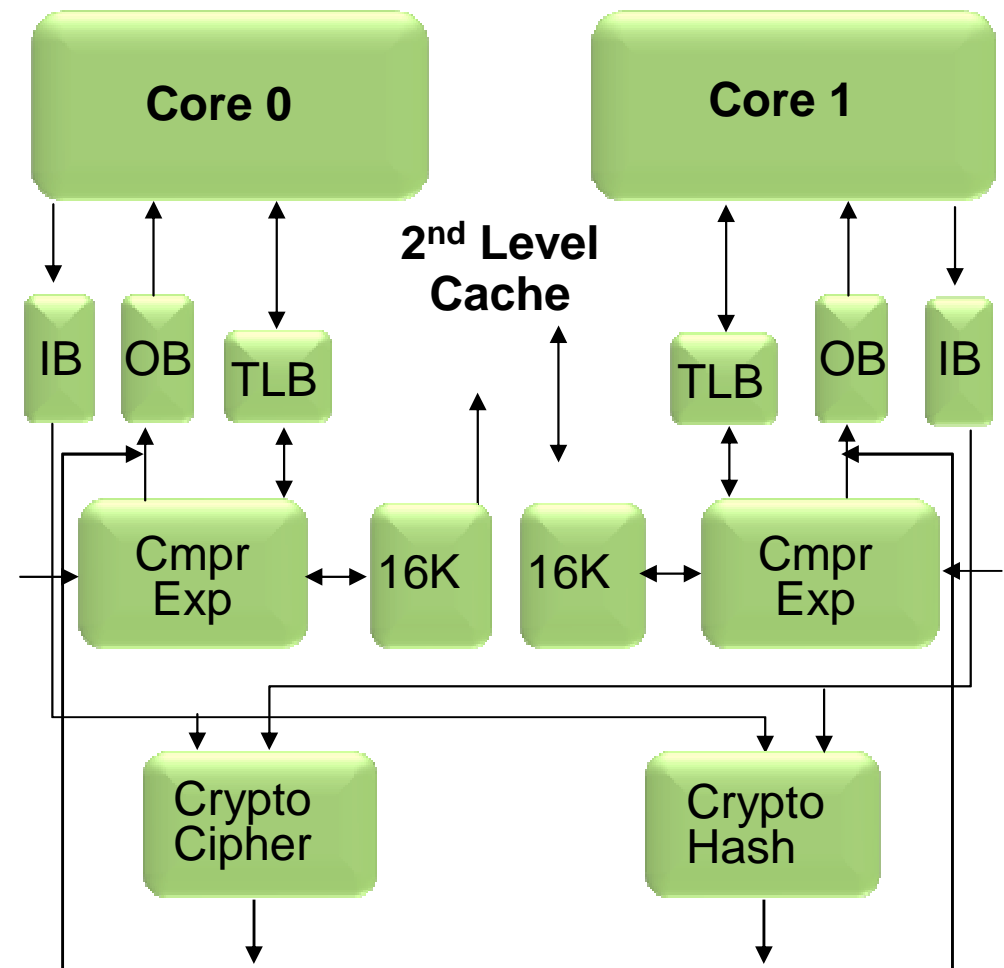 Core 0
Core 1
2nd Level
Cache
IB
OB
TLB
TLB
OB
IB
Cmpr
Exp
16K
16K
Cmpr
Exp
Crypto
Cipher
Crypto
Hash